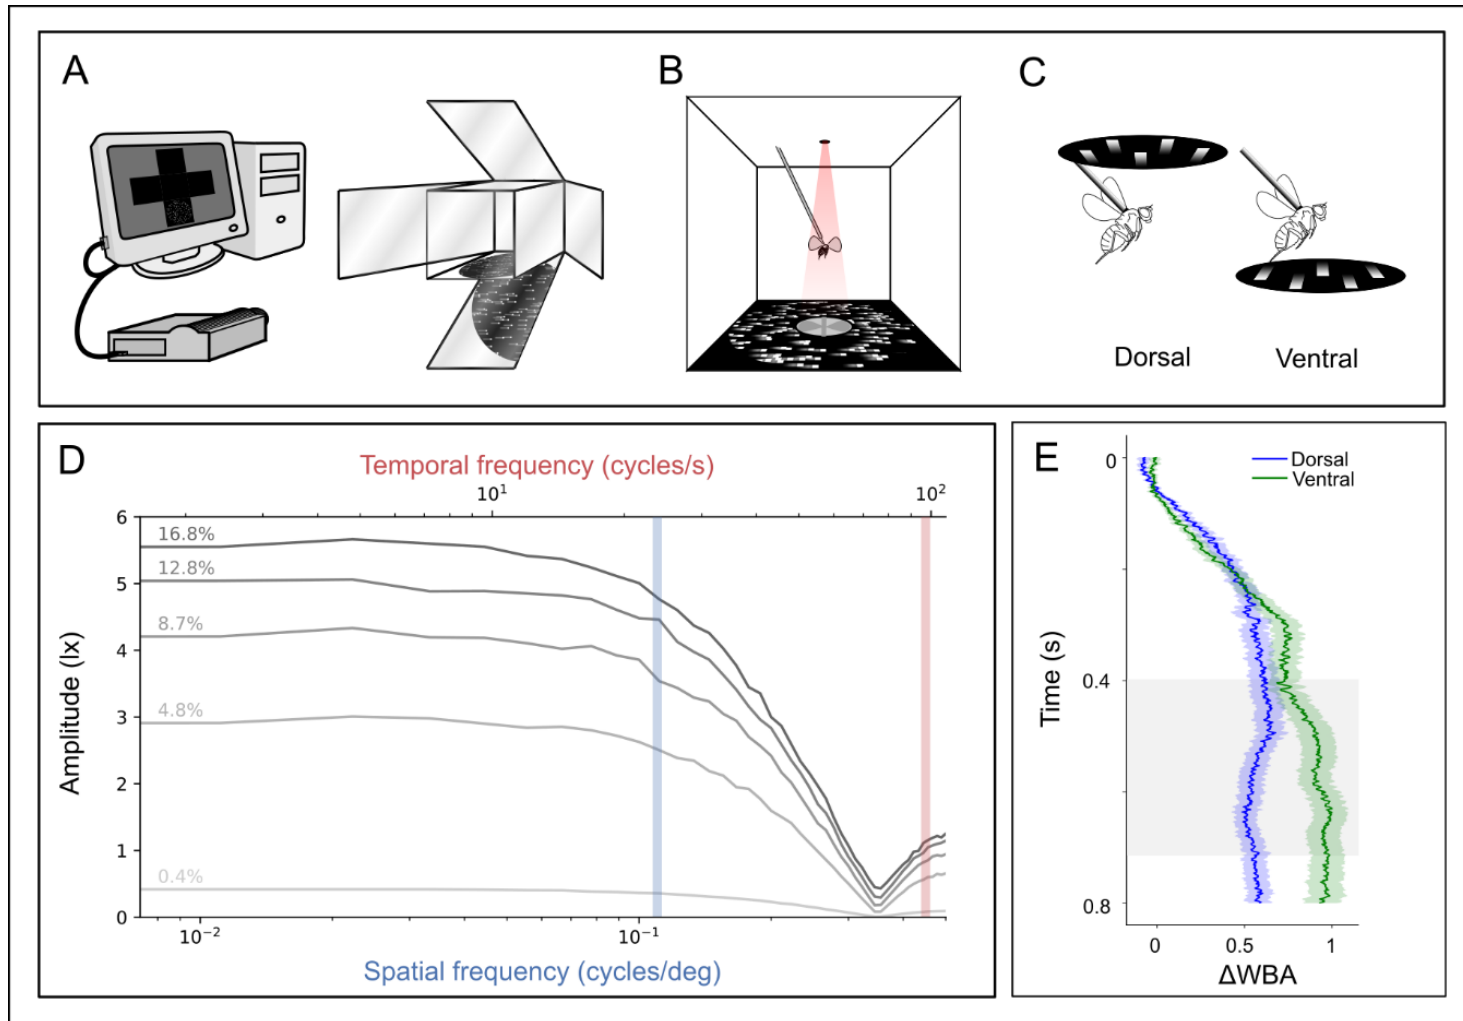 A
B
C
Dorsal
Ventral
D
Temporal frequency (cycles/s)
10¹
10²
6
5
4
3
2
1
0
Amplitude (lx)
16.8%
12.8%
8.7%
4.8%
0.4%
10⁻²
10⁻¹
Spatial frequency (cycles/deg)
E
Dorsal
Ventral
0
0.4
0.8
Time (s)
0
0.5
1
ΔWBA